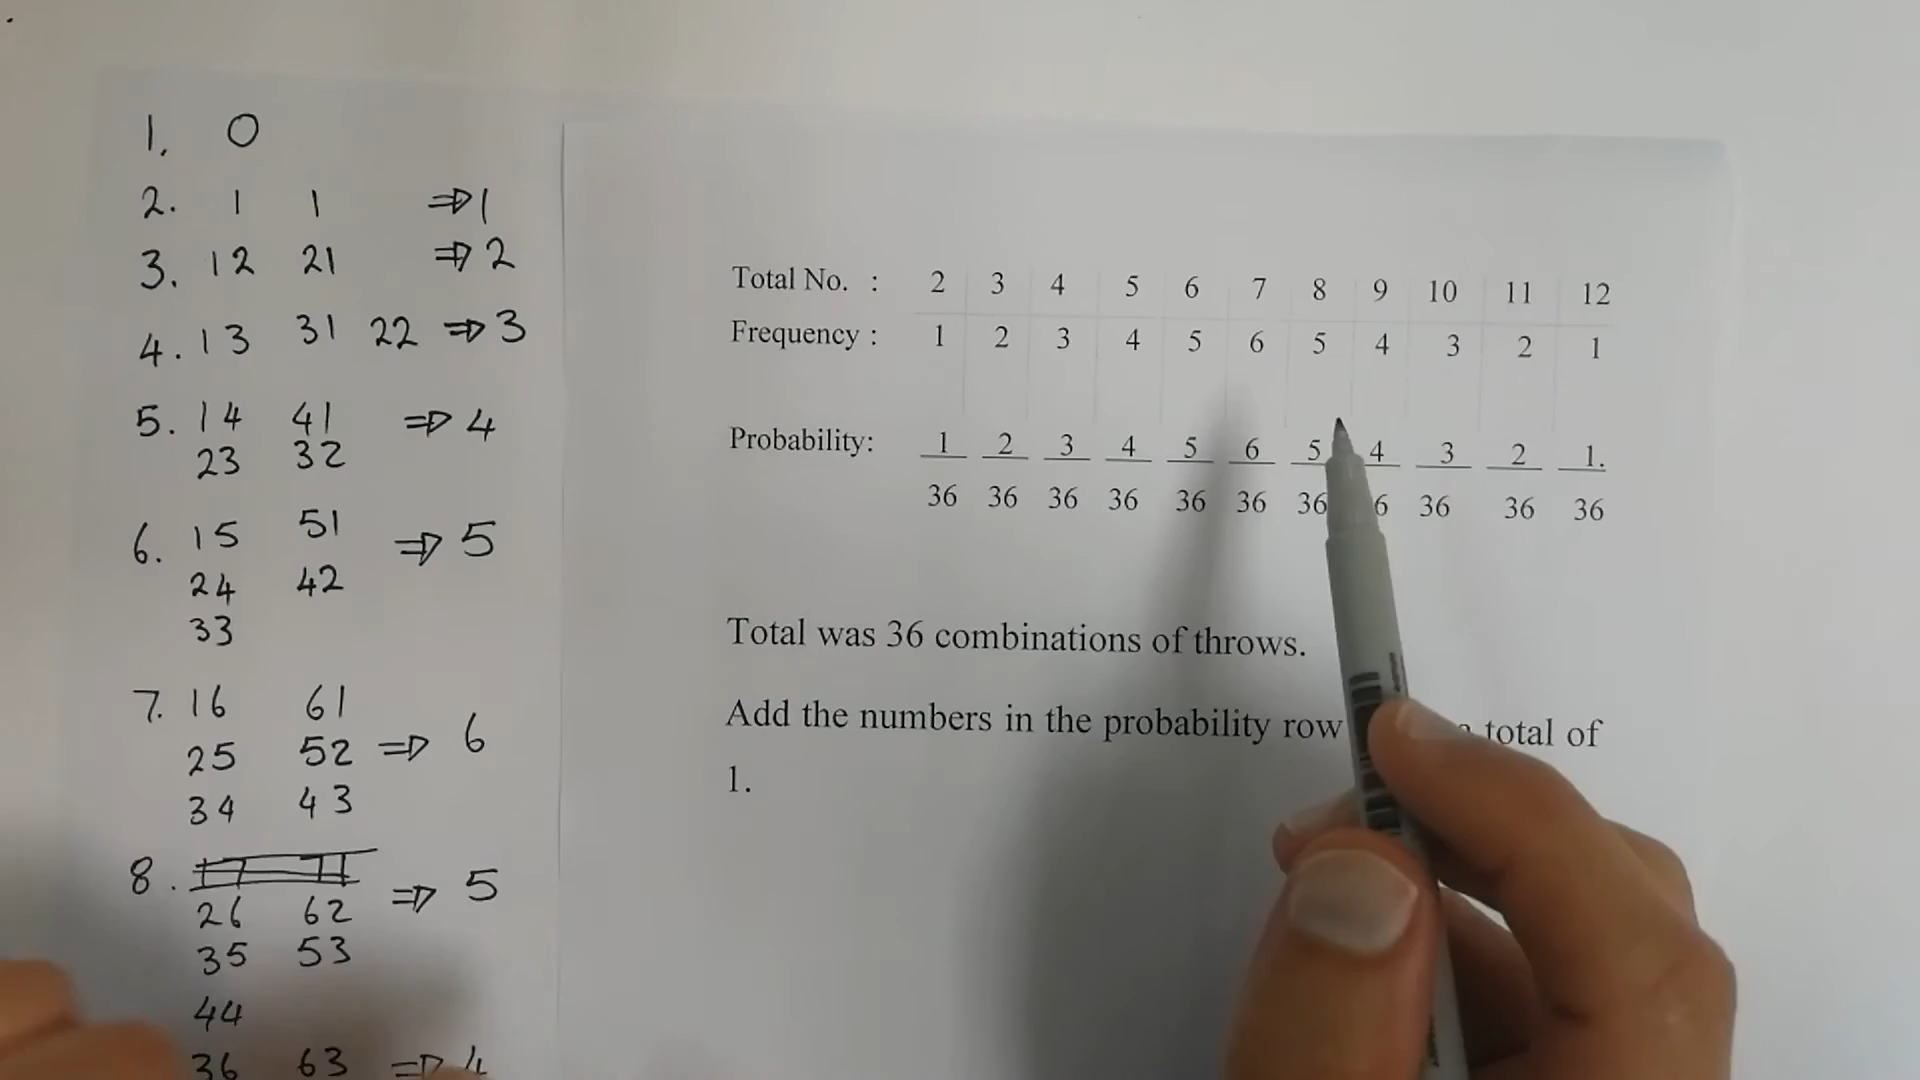 1. 0
2. 1 1 ⇒ 1
3. 12 21 ⇒ 2
4. 13 31 22 ⇒ 3
5. 14 41 ⇒ 4
23 32
6. 15 51 ⇒ 5
24 42
33
7. 16 61
25 52 ⇒ 6
34 43
8. ⇒ 5
26 62
35 53
44
36 63 ⇒ 4
Total No. : 2 3 4 5 6 7 8 9 10 11 12
Frequency : 1 2 3 4 5 6 5 4 3 2 1
Probability: 1 2 3 4 5 6 5 4 3 2 1.
36 36 36 36 36 36 36 6 36 36 36
Total was 36 combinations of throws.
Add the numbers in the probability row total of
1.